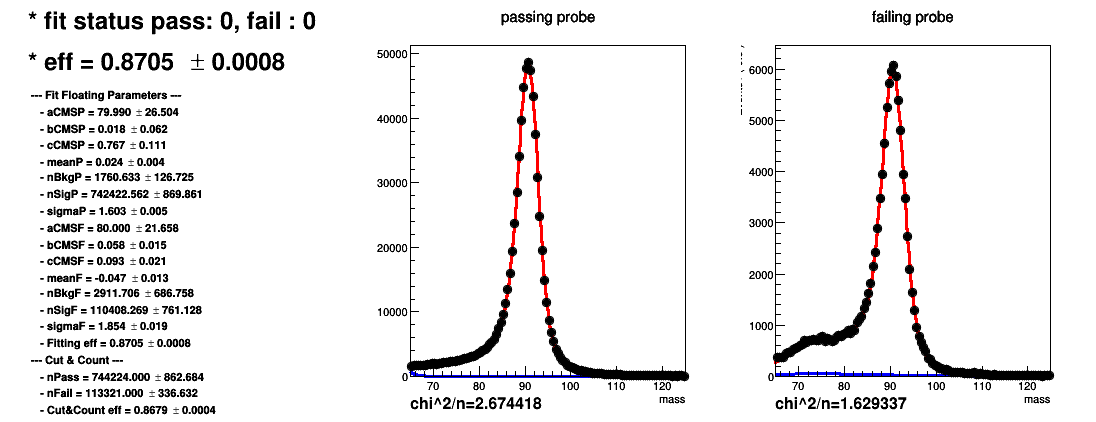 * fit status pass: 0, fail : 0
* eff = 0.8705 ± 0.0008
--- Fit Floating Parameters ---
- aCMSP = 79.990 ± 26.504
- bCMSP = 0.018 ± 0.062
- cCMSP = 0.767 ± 0.111
- meanP = 0.024 ± 0.004
- nBkgP = 1760.633 ± 126.725
- nSigP = 742422.562 ± 869.861
- sigmaP = 1.603 ± 0.005
- aCMSF = 80.000 ± 21.658
- bCMSF = 0.058 ± 0.015
- cCMSF = 0.093 ± 0.021
- meanF = -0.047 ± 0.013
- nBkgF = 2911.706 ± 686.758
- nSigF = 110408.269 ± 761.128
- sigmaF = 1.854 ± 0.019
- Fitting eff = 0.8705 ± 0.0008
--- Cut & Count ---
- nPass = 744224.000 ± 862.684
- nFail = 113321.000 ± 336.632
- Cut&Count eff = 0.8679 ± 0.0004
passing probe
50000
40000
30000
20000
10000
0
70 80 90 100 110 120
mass
chi^2/n=2.674418
failing probe
6000
5000
4000
3000
2000
1000
0
70 80 90 100 110 120
mass
chi^2/n=1.629337